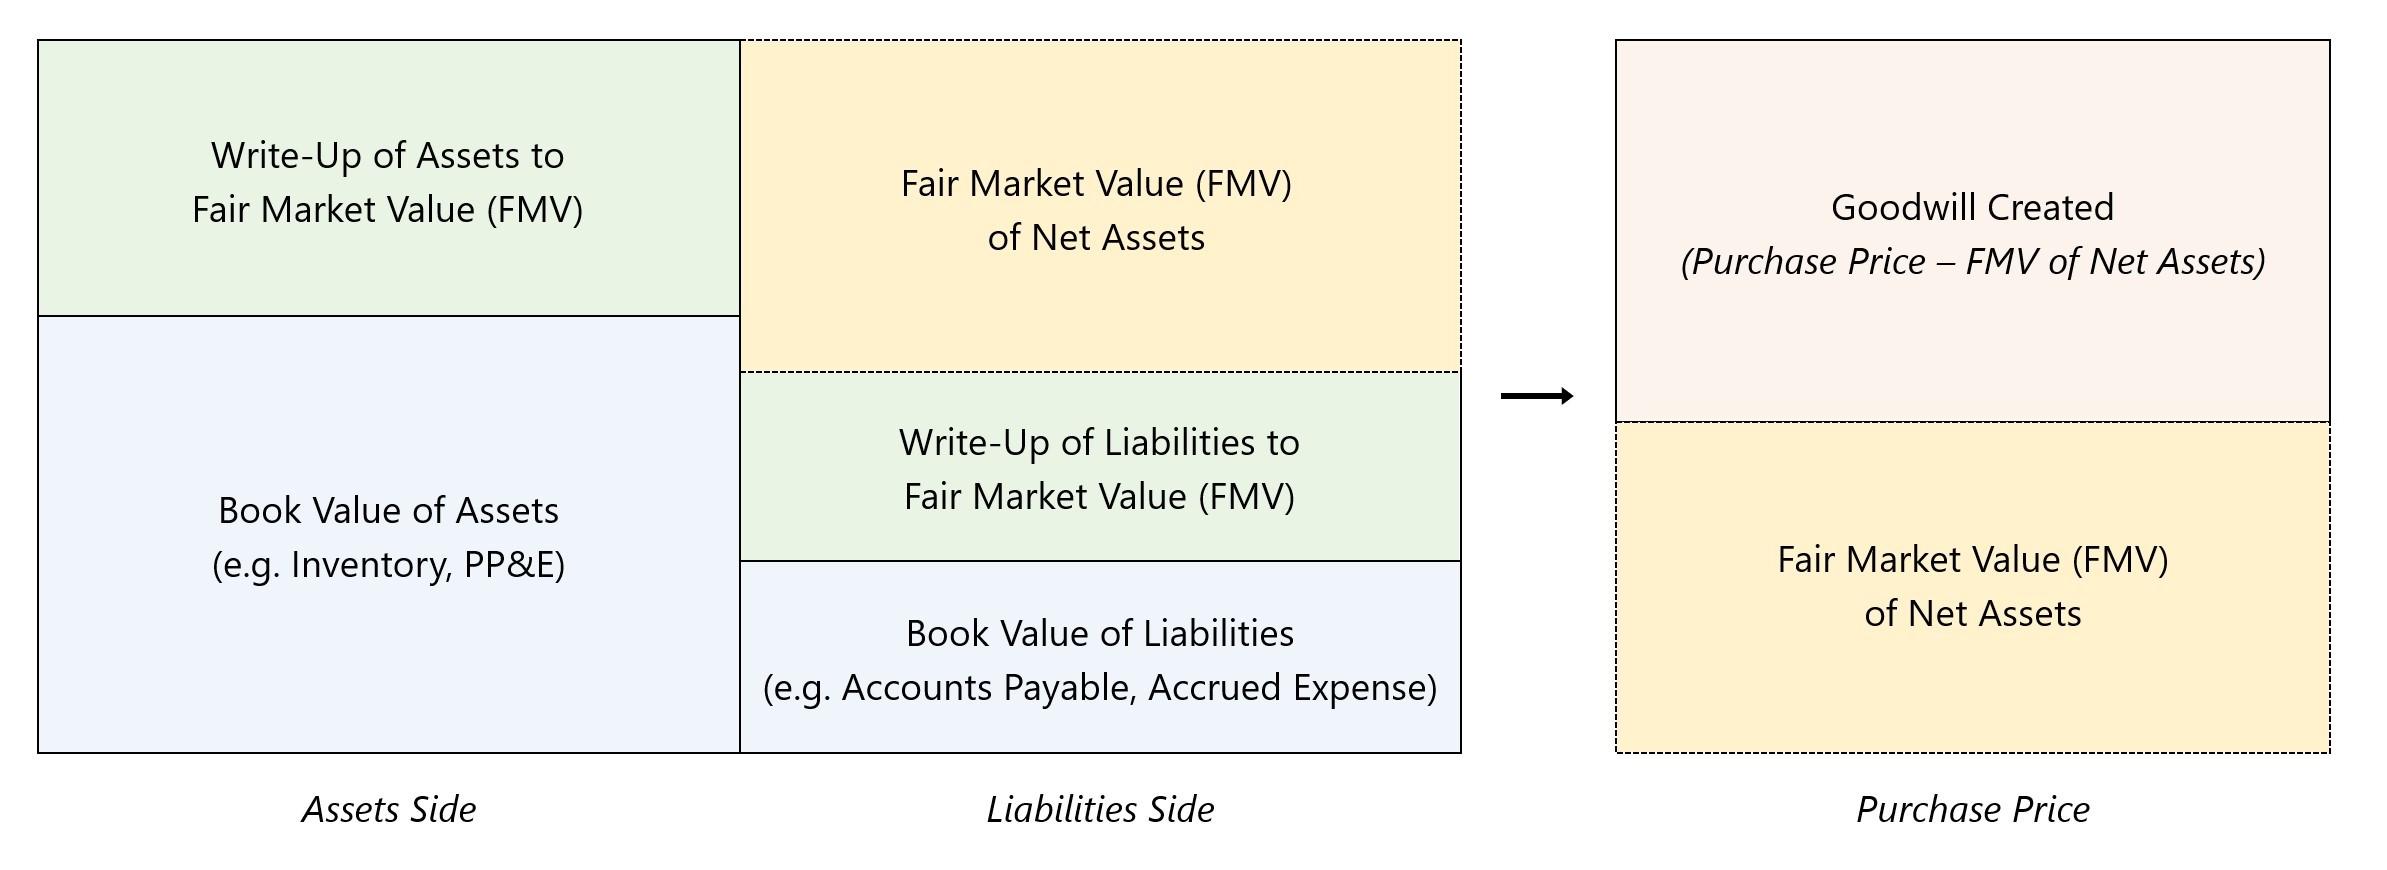 Write-Up of Assets to
Fair Market Value (FMV)
Book Value of Assets
(e.g. Inventory, PP&E)
Assets Side
Fair Market Value (FMV)
of Net Assets
Write-Up of Liabilities to
Fair Market Value (FMV)
Book Value of Liabilities
(e.g. Accounts Payable, Accrued Expense)
Liabilities Side
Goodwill Created
(Purchase Price – FMV of Net Assets)
Fair Market Value (FMV)
of Net Assets
Purchase Price